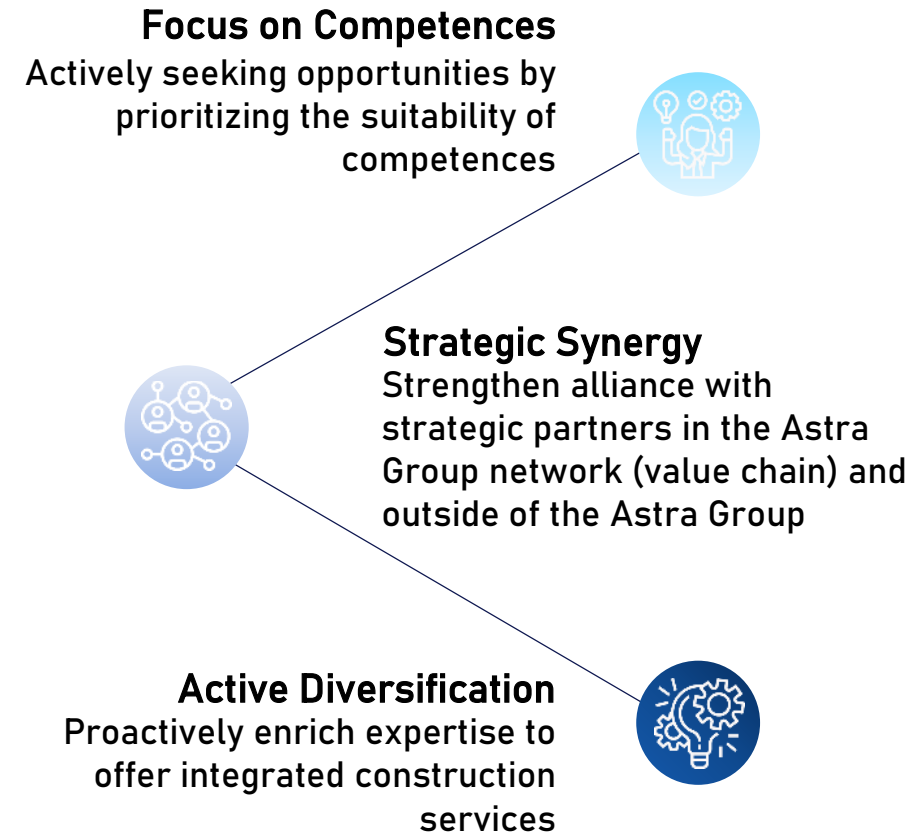 Focus on Competences
Actively seeking opportunities by
prioritizing the suitability of
competences
Strategic Synergy
Strengthen alliance with
strategic partners in the Astra
Group network (value chain) and
outside of the Astra Group
Active Diversification
Proactively enrich expertise to
offer integrated construction
services